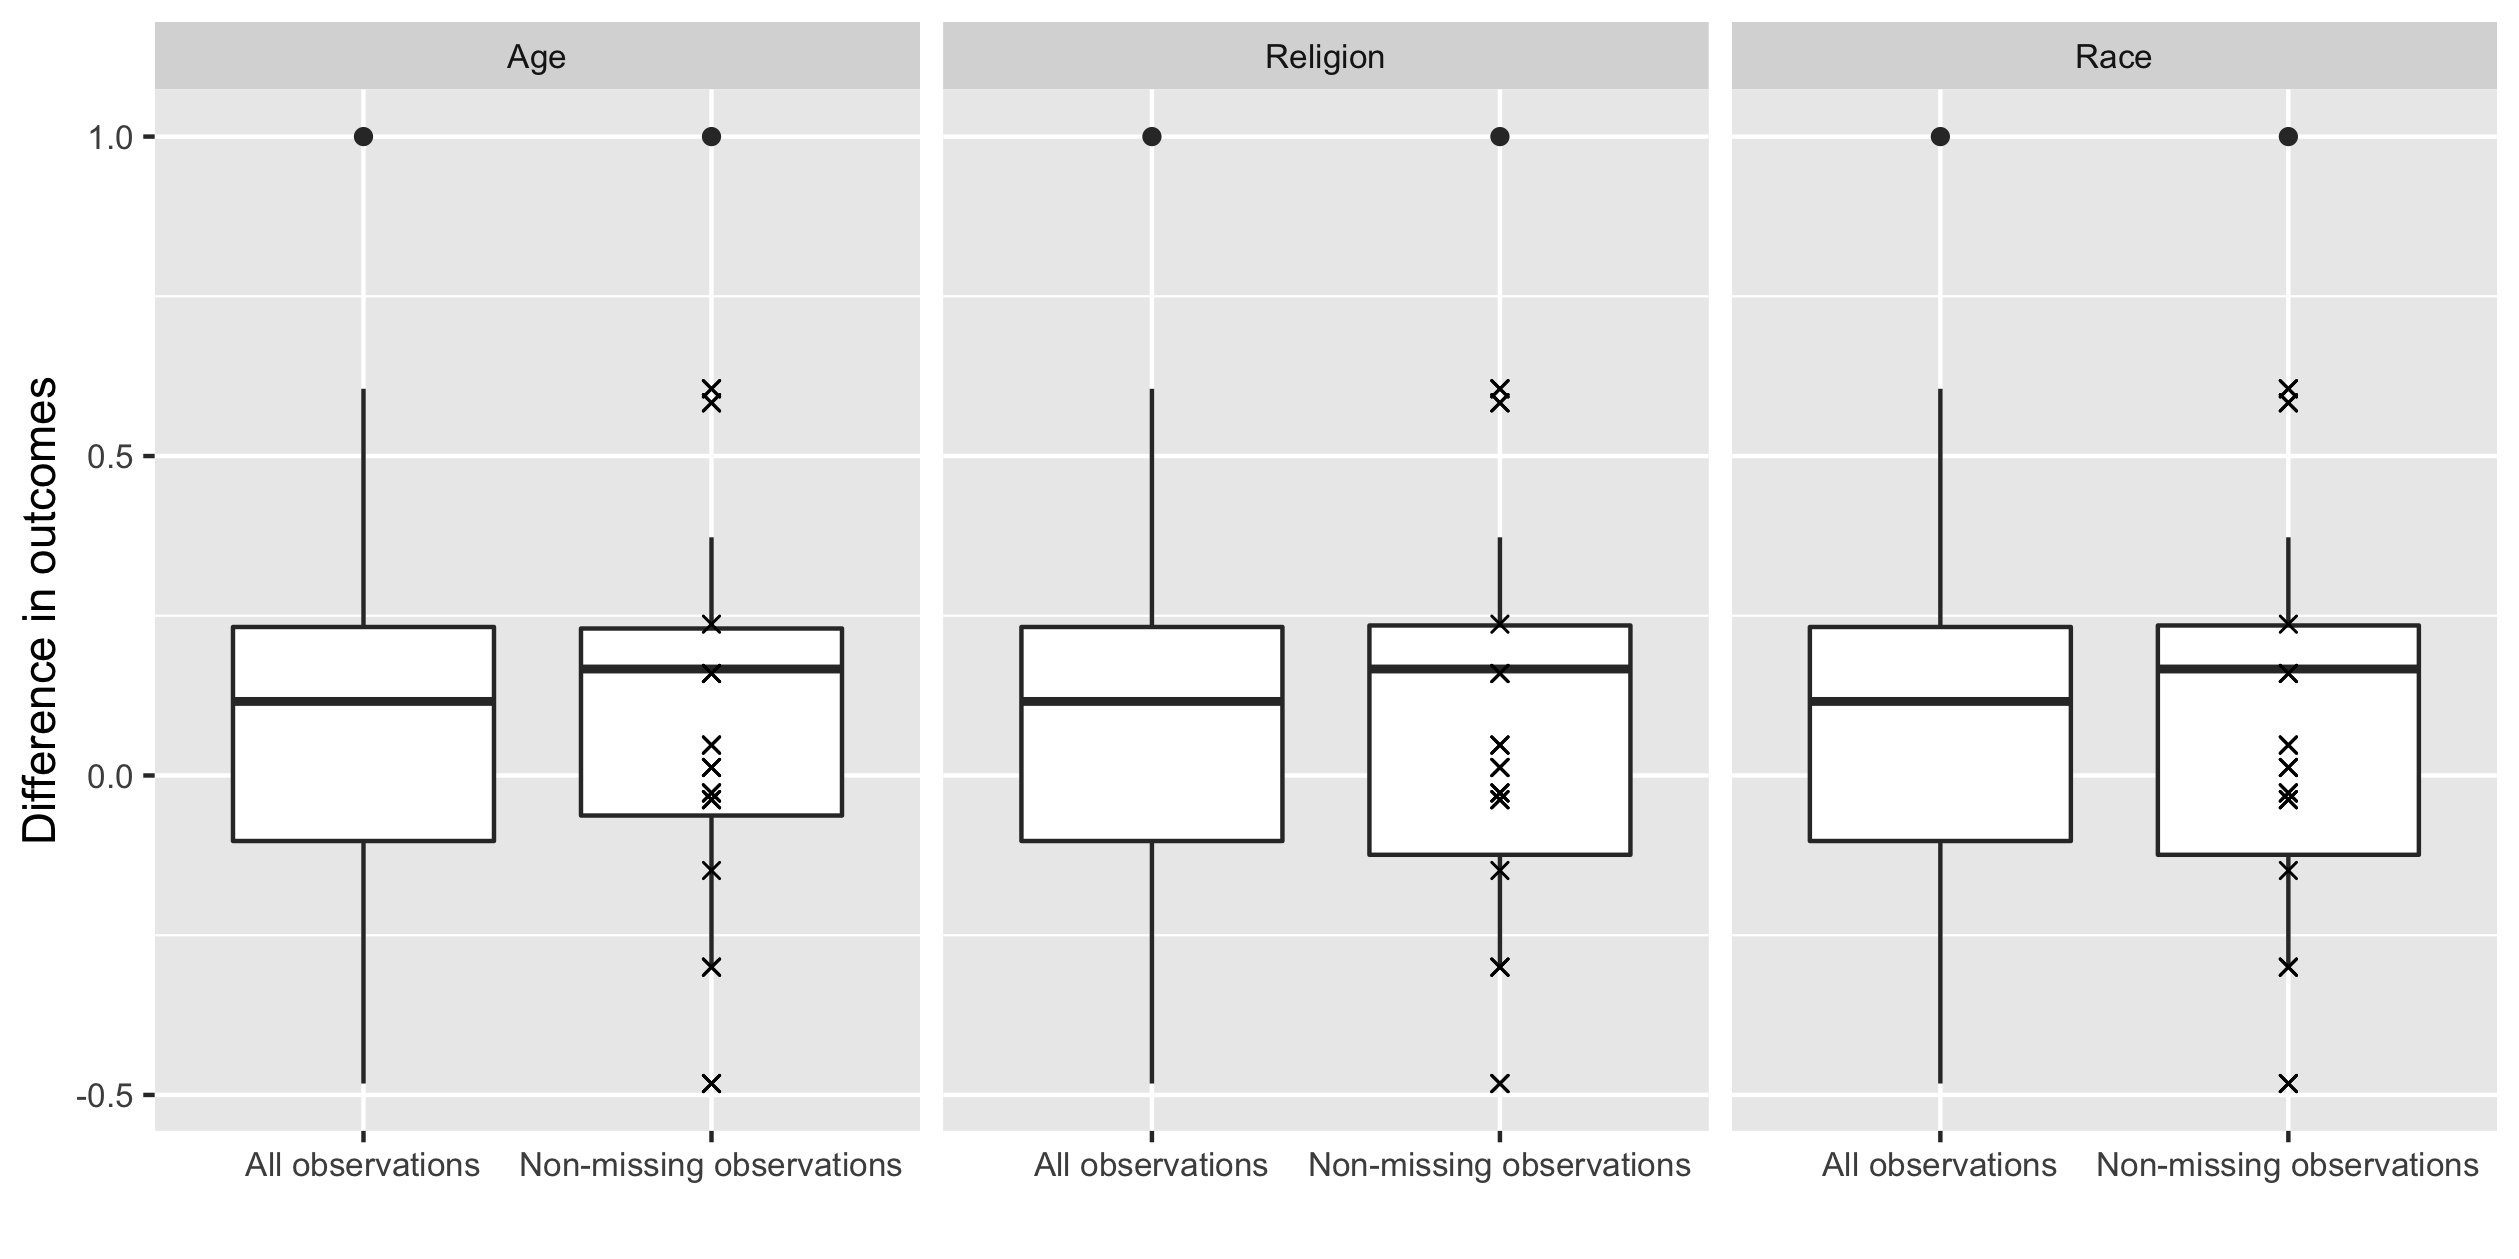 Age
Religion
Race
Difference in outcomes
1.0
0.5
0.0
-0.5
All observations
Non-missing observations
All observations
Non-missing observations
All observations
Non-missing observations